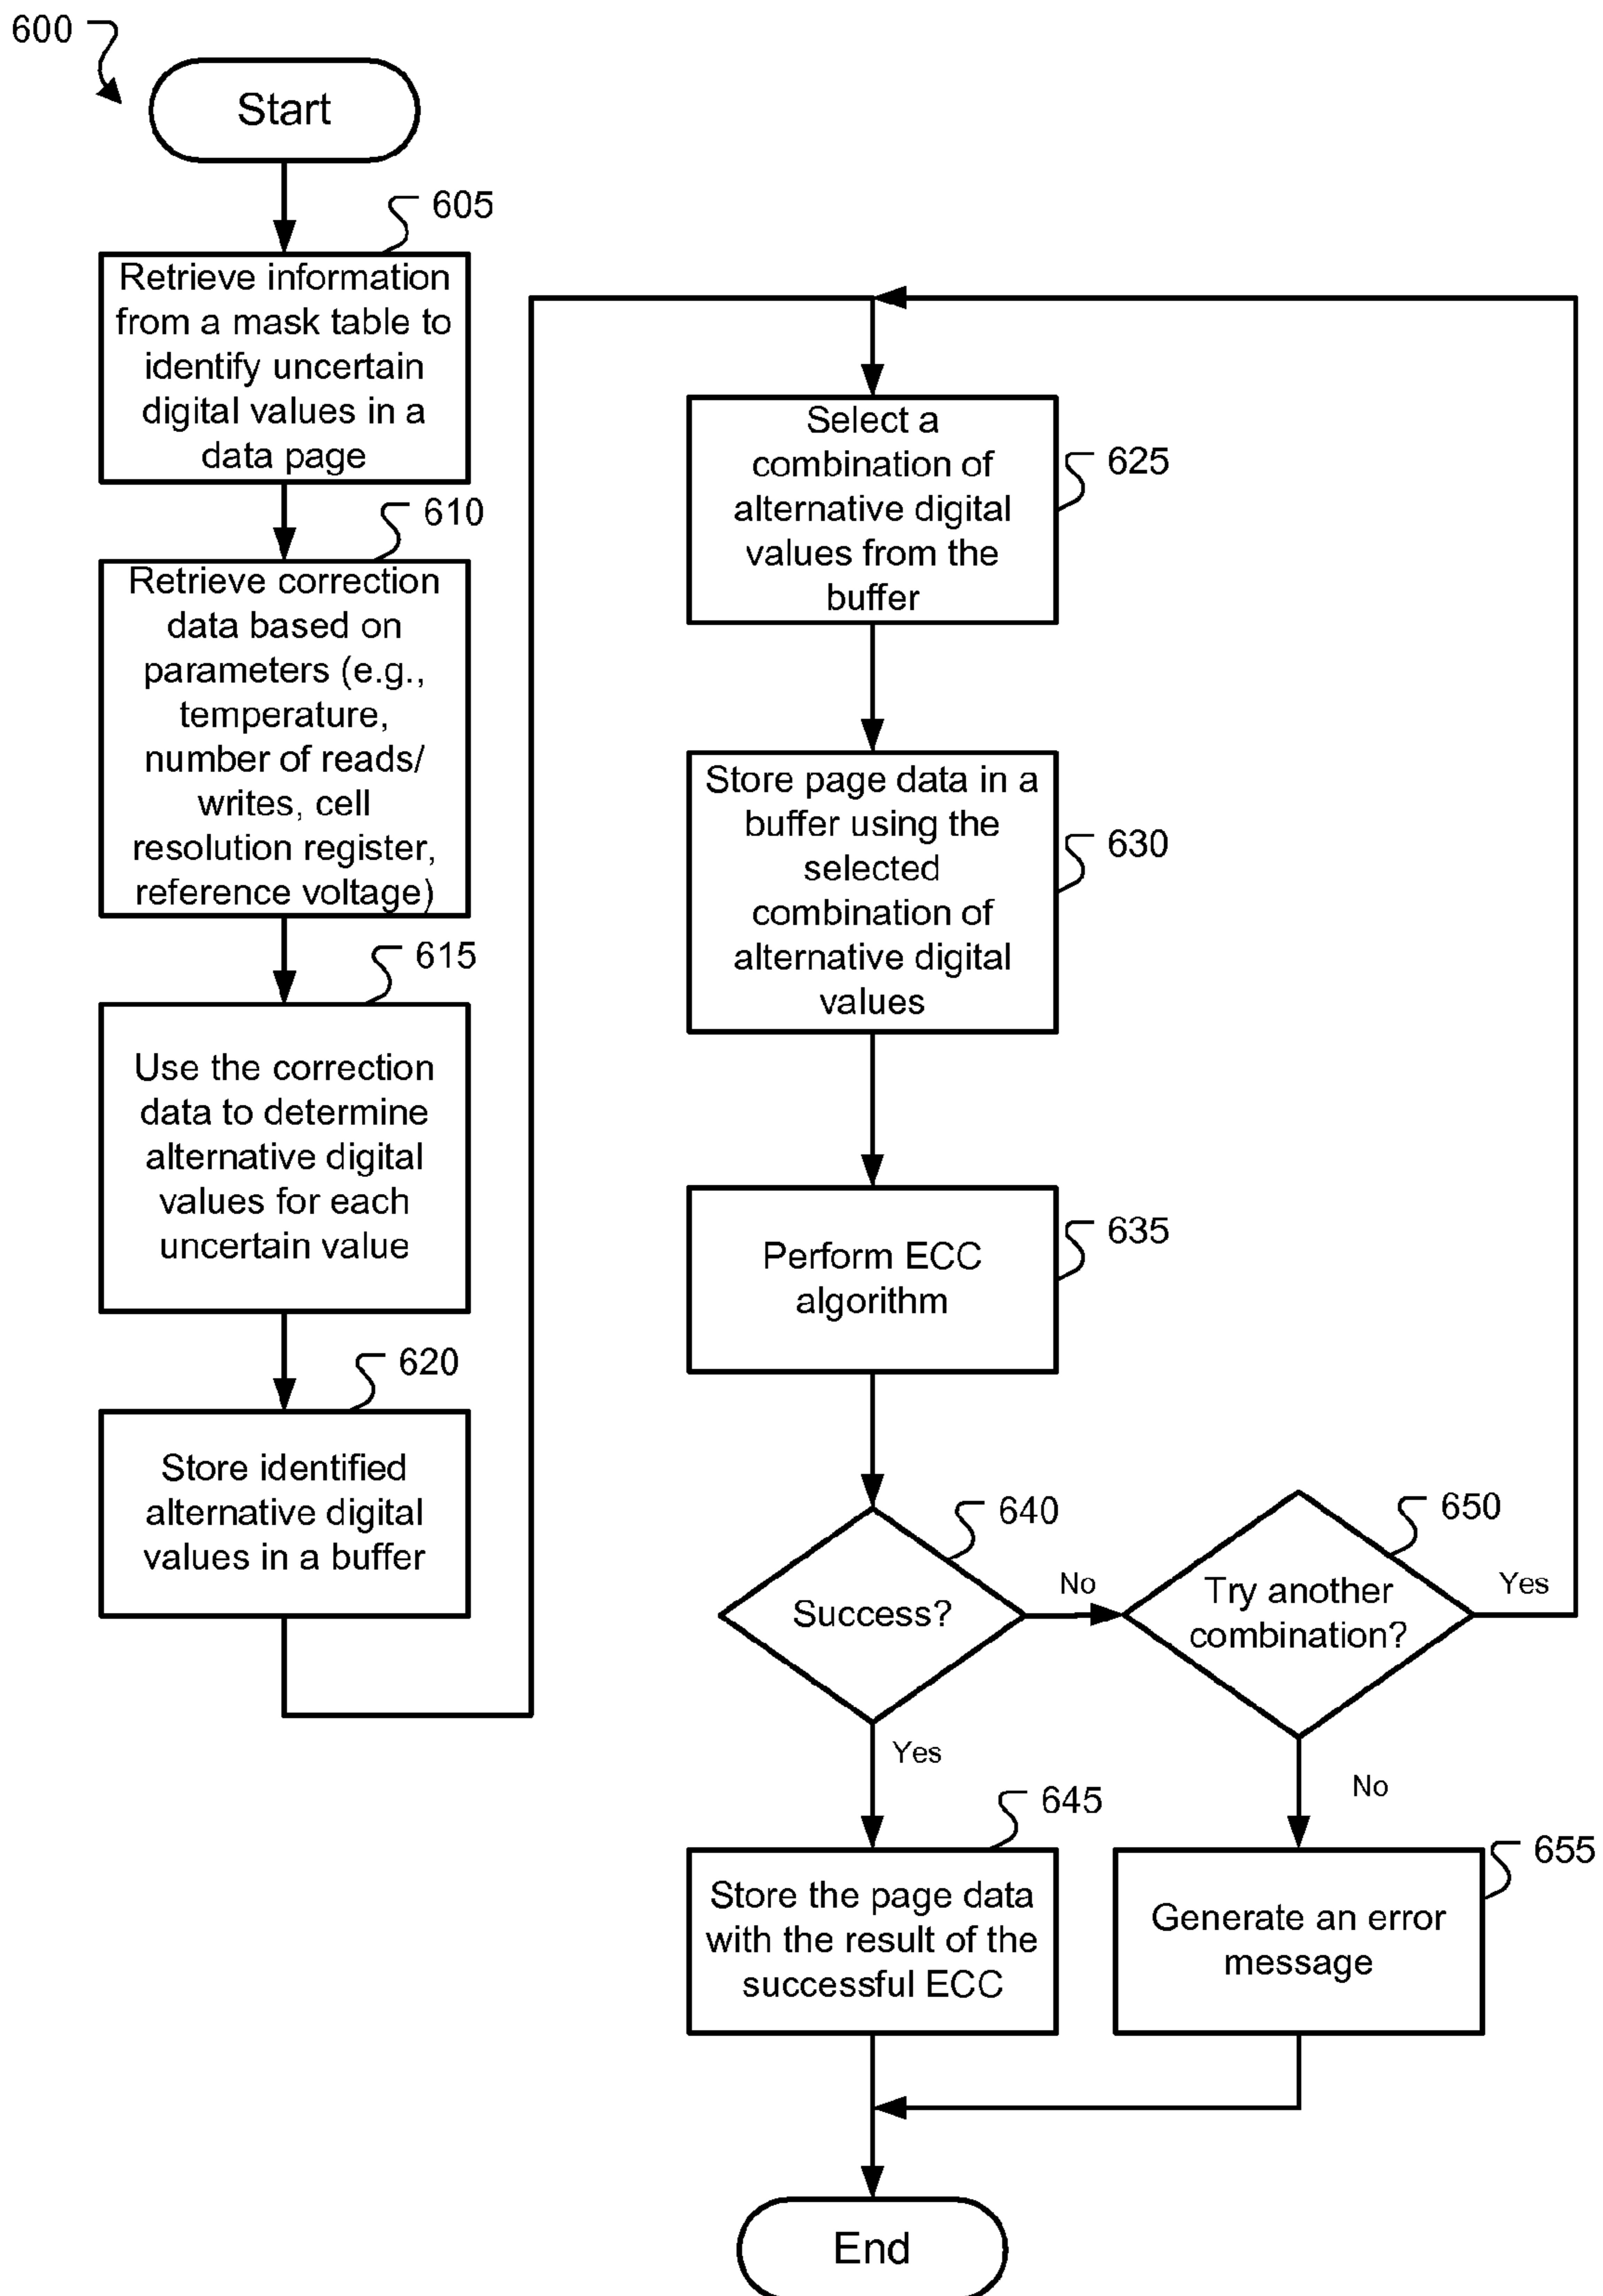 600
Start
605
Retrieve information
from a mask table to
identify uncertain
digital values in a
data page
610
Retrieve correction
data based on
parameters (e.g.,
temperature,
number of reads/
writes, cell
resolution register,
reference voltage)
615
Use the correction
data to determine
alternative digital
values for each
uncertain value
620
Store identified
alternative digital
values in a buffer
Select a
combination of
alternative digital
values from the
buffer
625
Store page data in a
buffer using the
selected
combination of
alternative digital
values
630
Perform ECC
algorithm
635
640
Success?
No
Yes
650
Try another
combination?
Yes
No
645
Store the page data
with the result of the
successful ECC
655
Generate an error
message
End